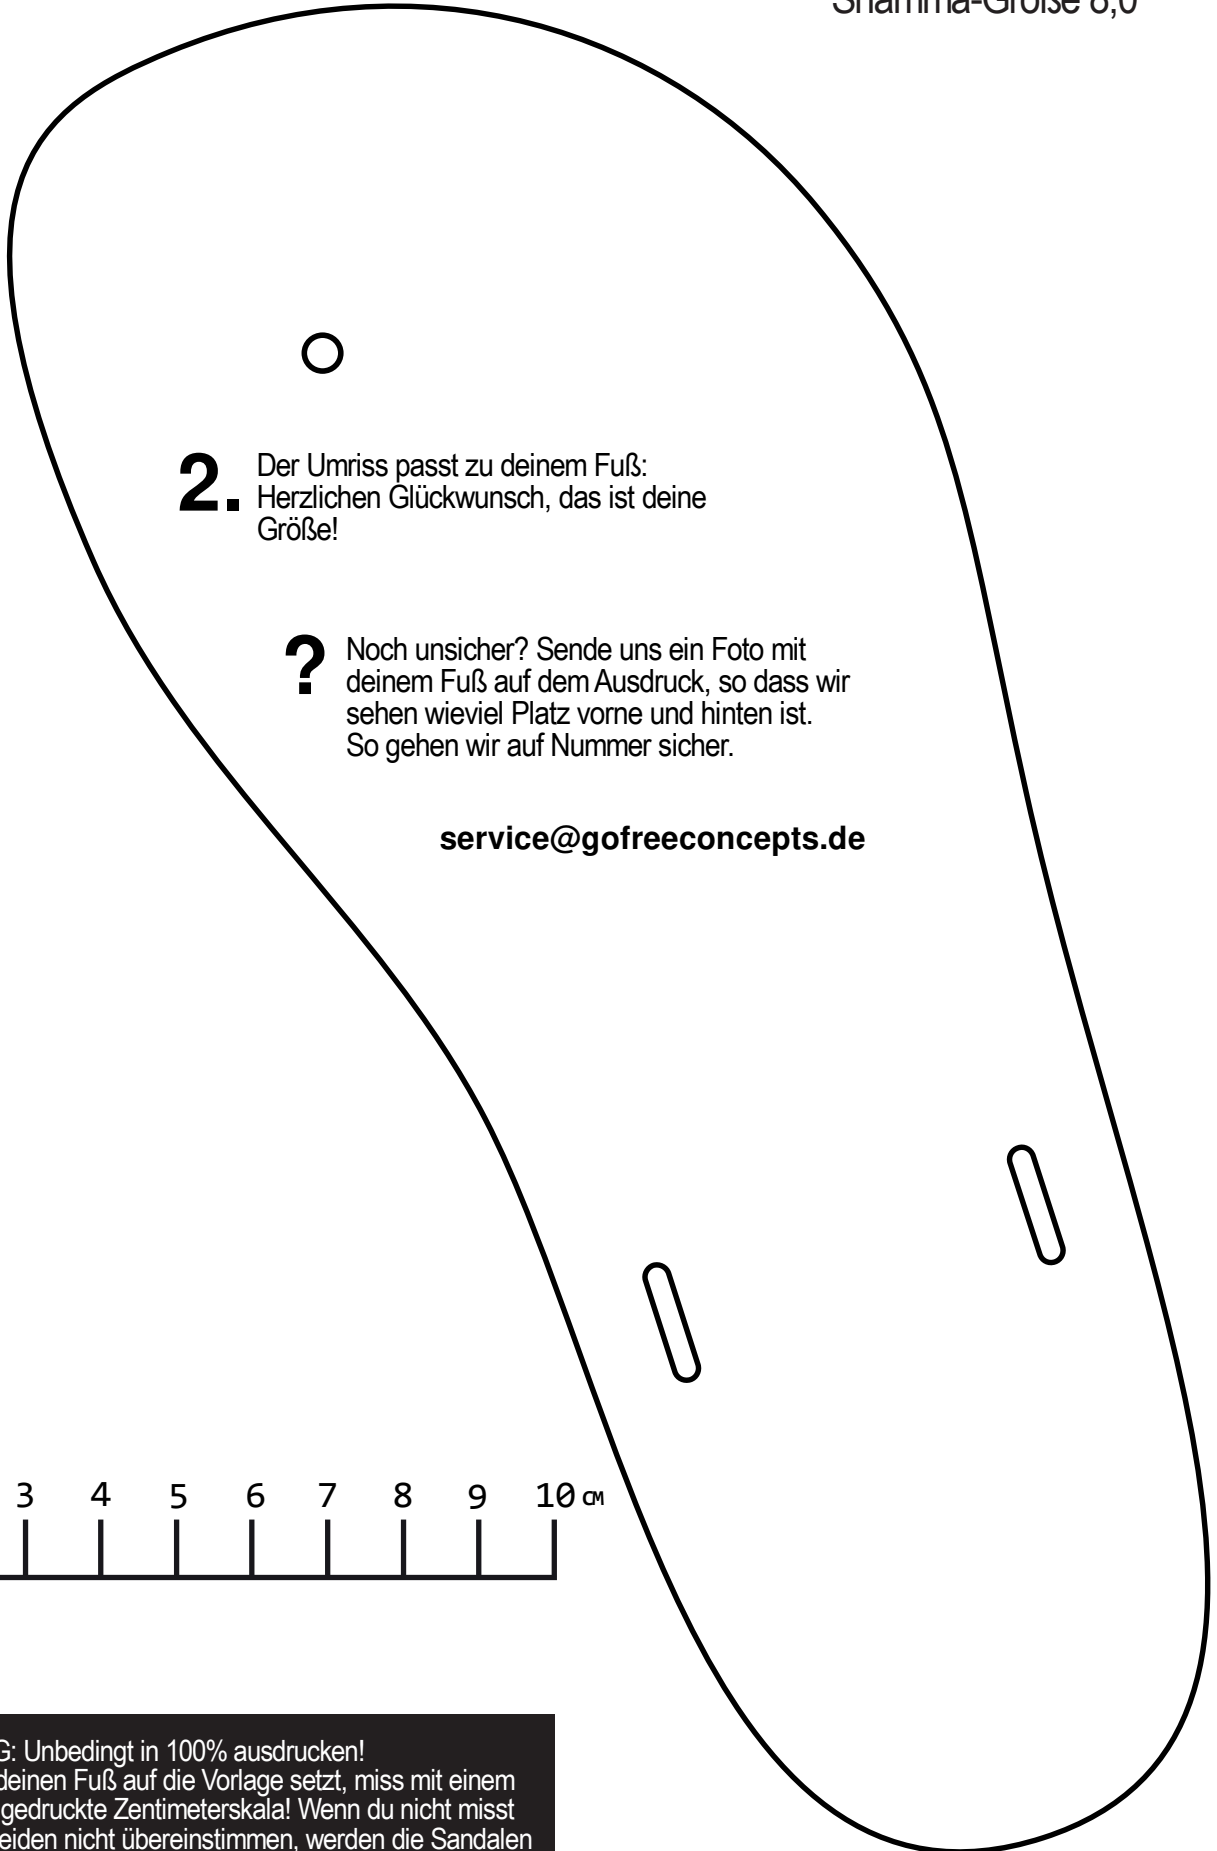 Shamma-Größe 8,0
2. Der Umriss passt zu deinem Fuß:
Herzlichen Glückwunsch, das ist deine
Größe!
? Noch unsicher? Sende uns ein Foto mit
deinem Fuß auf dem Ausdruck, so dass wir
sehen wieviel Platz vorne und hinten ist.
So gehen wir auf Nummer sicher.
service@gofreeconcepts.de
3 4 5 6 7 8 9 10 CM
G: Unbedingt in 100% ausdrucken!
deinen Fuß auf die Vorlage setzt, miss mit einem
gedruckte Zentimeterskala! Wenn du nicht misst
eiden nicht übereinstimmen, werden die Sandalen